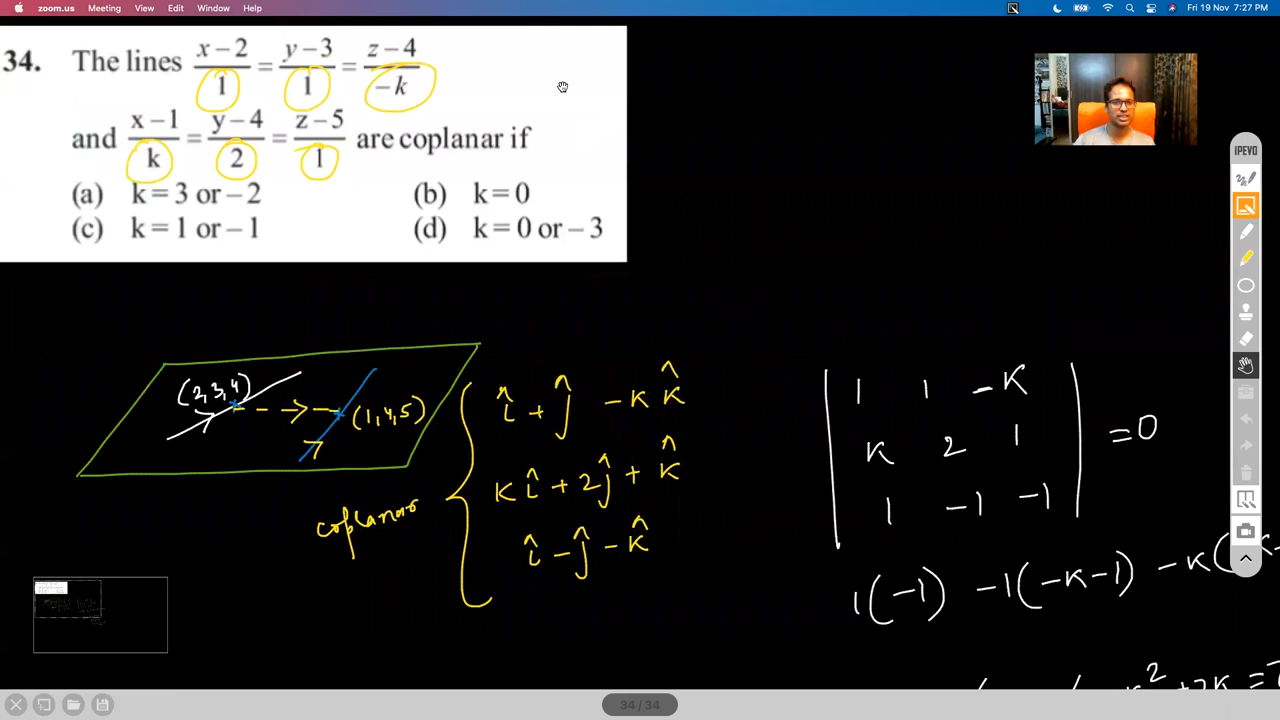 zoom.us Meeting View Edit Window Help Fri 19 Nov 7:27 PM
34. The lines x−2/1 = y−3/1 = z−4/−k
and x−1/k = y−4/2 = z−5/1 are coplanar if
(a) k=3 or −2 (b) k=0
(c) k=1 or −1 (d) k=0 or −3
IPEVO
(2,3,4)
(1,4,5)
coplanar
î + ĵ − K k̂
K î + 2ĵ + k̂
î − ĵ − k̂
1 1 −K
K 2 1 = 0
1 −1 −1
1(−1) −1(−K−1) −K(
K² + 2K =
34 / 34